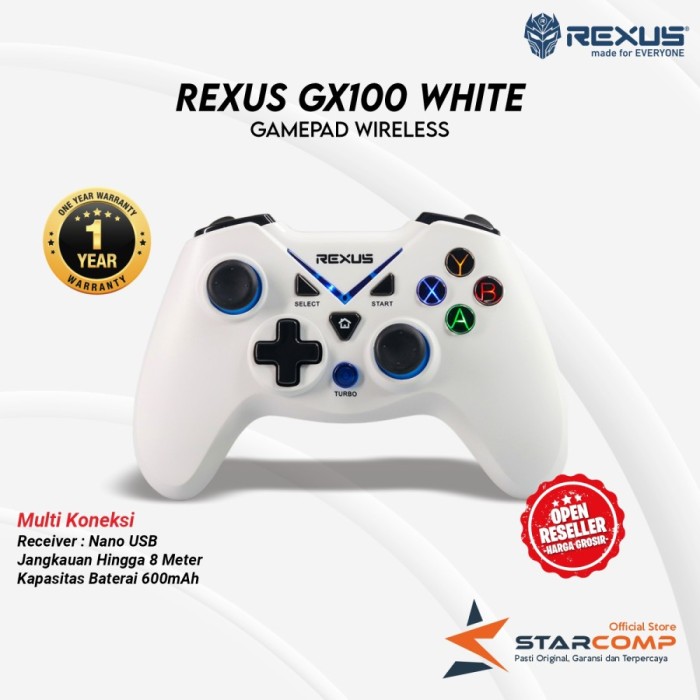 REXUS®
made for EVERYONE
REXUS GX100 WHITE
GAMEPAD WIRELESS
ONE YEAR WARRANTY
1
YEAR
WARRANTY
REXUS
SELECT
START
TURBO
Y
X
B
A
Multi Koneksi
Receiver : Nano USB
Jangkauan Hingga 8 Meter
Kapasitas Baterai 600mAh
OPEN
RESELLER
-HARGA GROSIR-
Official Store
STARCOMP
Pasti Original, Garansi dan Terpercaya